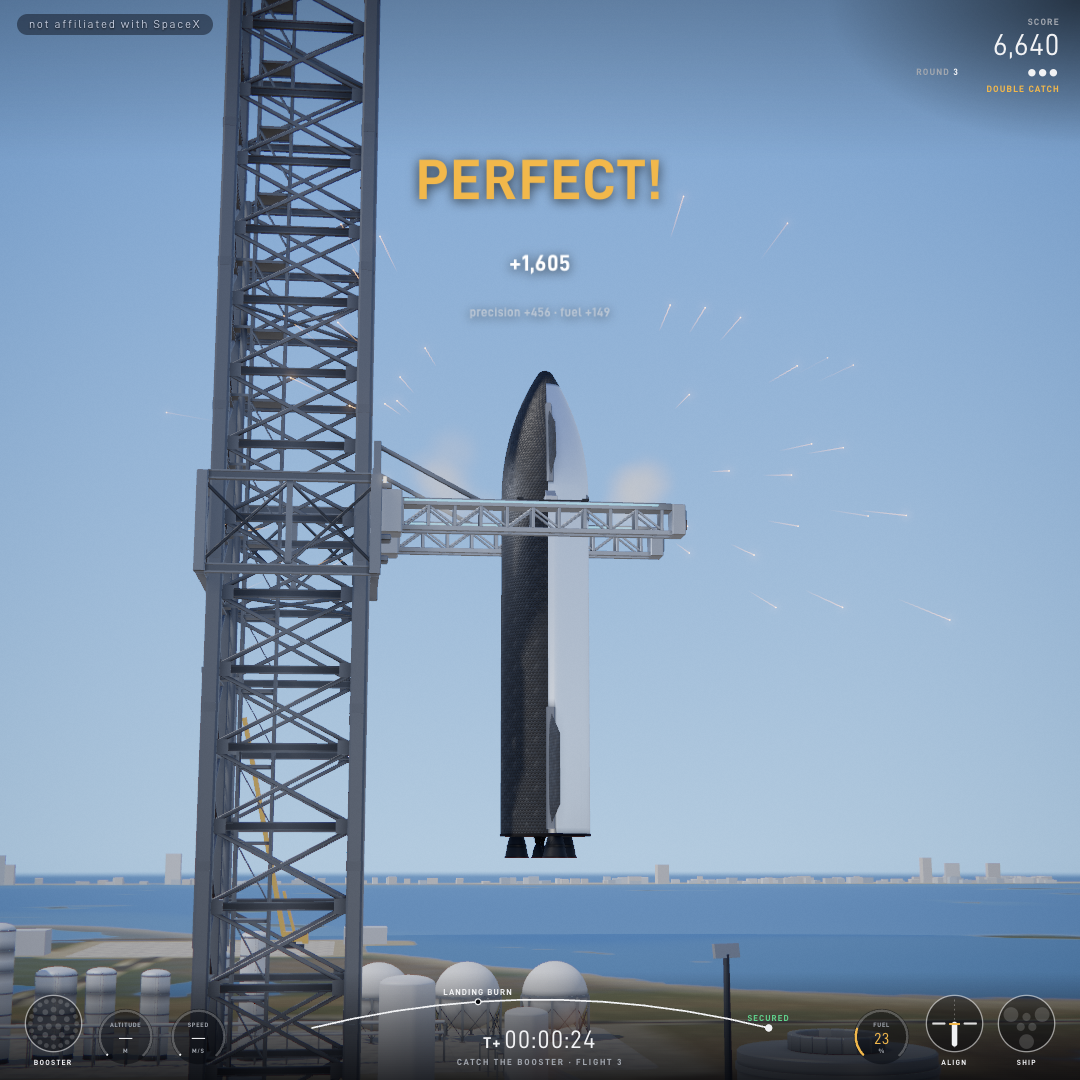 not affiliated with SpaceX
SCORE
6,640
ROUND 3
DOUBLE CATCH
PERFECT!
+1,605
precision +456 · fuel +149
LANDING BURN
SECURED
T+ 00:00:24
CATCH THE BOOSTER · FLIGHT 3
BOOSTER
ALTITUDE
—
M
SPEED
—
M/S
FUEL
23
%
ALIGN
SHIP